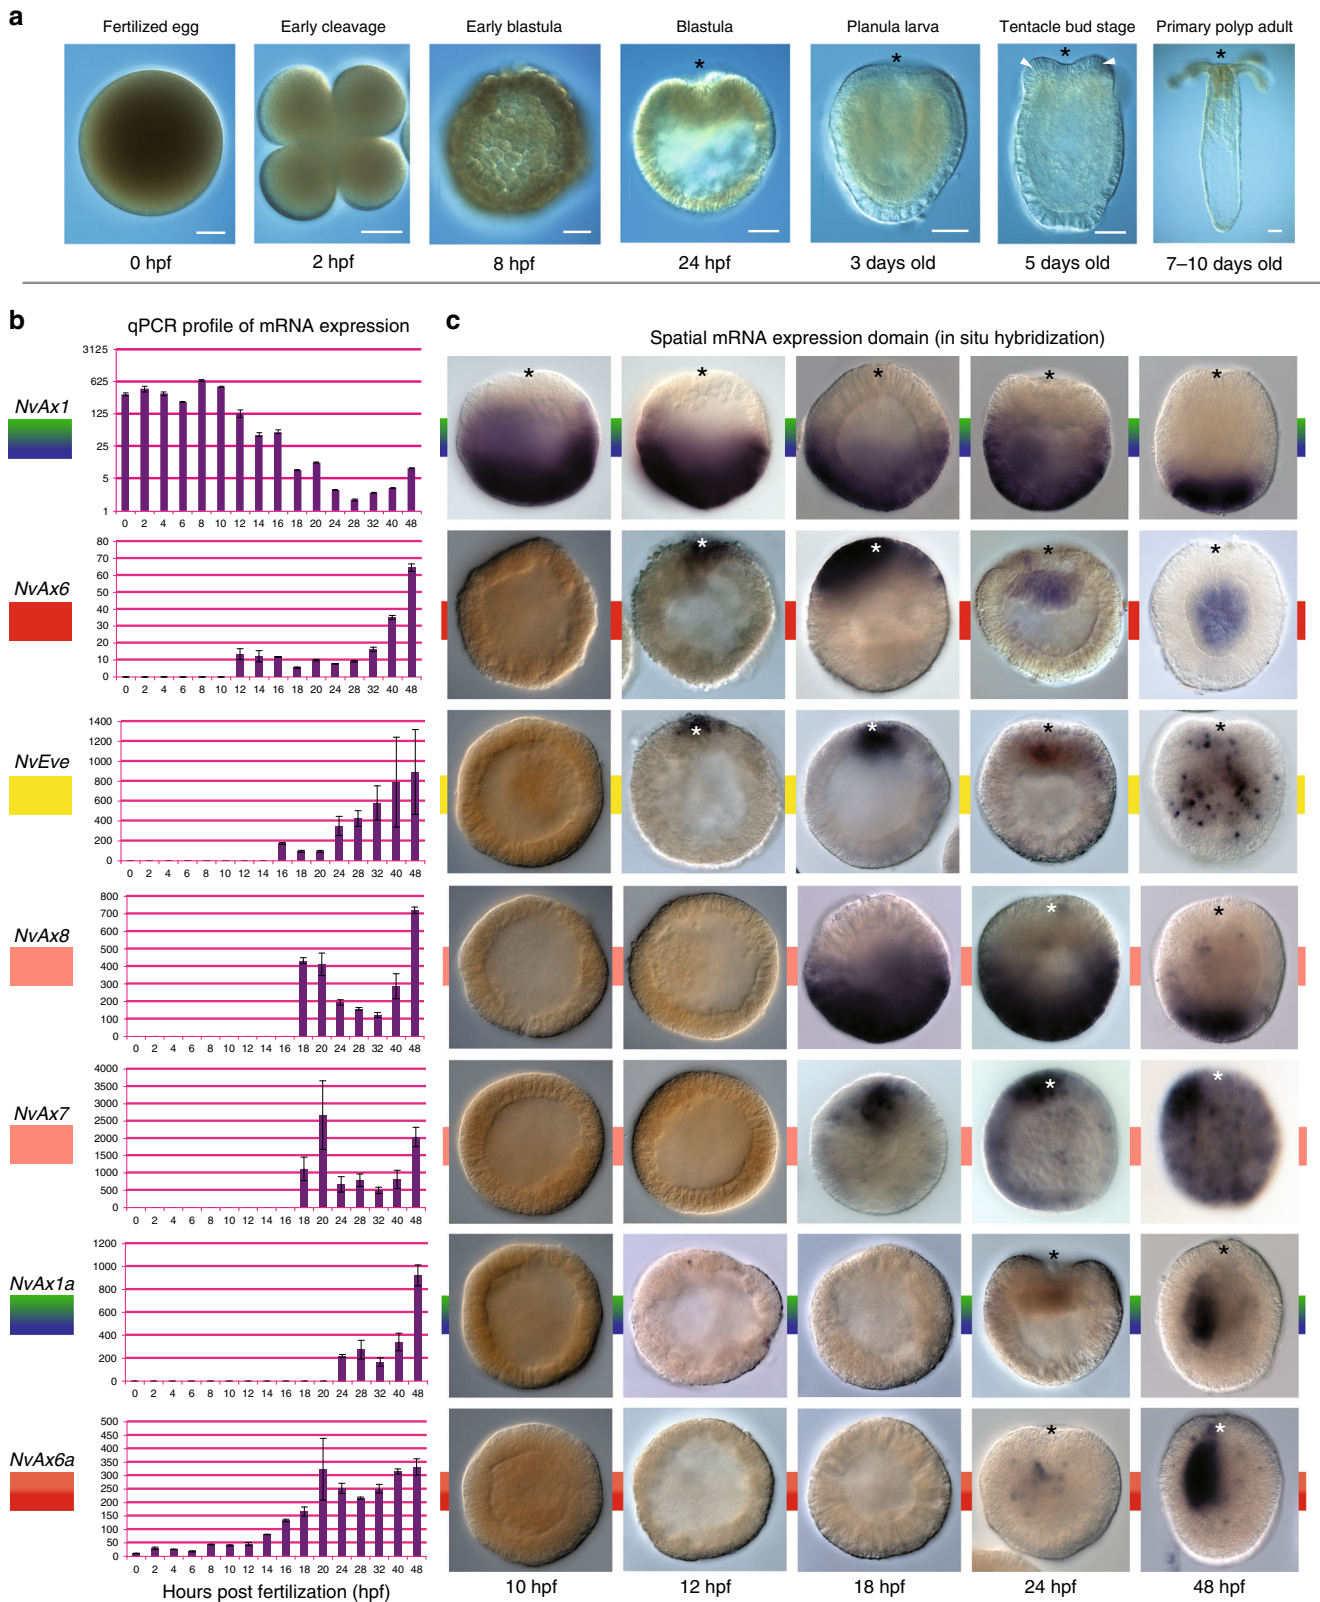 a
Fertilized egg
Early cleavage
Early blastula
Blastula
Planula larva
Tentacle bud stage
Primary polyp adult
*
*
*
*
0 hpf
2 hpf
8 hpf
24 hpf
3 days old
5 days old
7–10 days old
b
qPCR profile of mRNA expression
c
Spatial mRNA expression domain (in situ hybridization)
NvAx1
3125
625
125
25
5
1
0 2 4 6 8 10 12 14 16 18 20 24 28 32 40 48
* * * * *
NvAx6
80
70
60
50
40
30
20
10
0
0 2 4 6 8 10 12 14 16 18 20 24 28 32 40 48
* * * *
NvEve
1400
1200
1000
800
600
400
200
0
0 2 4 6 8 10 12 14 16 18 20 24 28 32 40 48
* * * *
NvAx8
800
700
600
500
400
300
200
100
0
0 2 4 6 8 10 12 14 16 18 20 24 28 32 40 48
* *
NvAx7
4000
3500
3000
2500
2000
1500
1000
500
0
0 2 4 6 8 10 12 14 16 18 20 24 28 32 40 48
* *
NvAx1a
1200
1000
800
600
400
200
0
0 2 4 6 8 10 12 14 16 18 20 24 28 32 40 48
* *
NvAx6a
500
450
400
350
300
250
200
150
100
50
0
0 2 4 6 8 10 12 14 16 18 20 24 28 32 40 48
* *
Hours post fertilization (hpf)
10 hpf
12 hpf
18 hpf
24 hpf
48 hpf